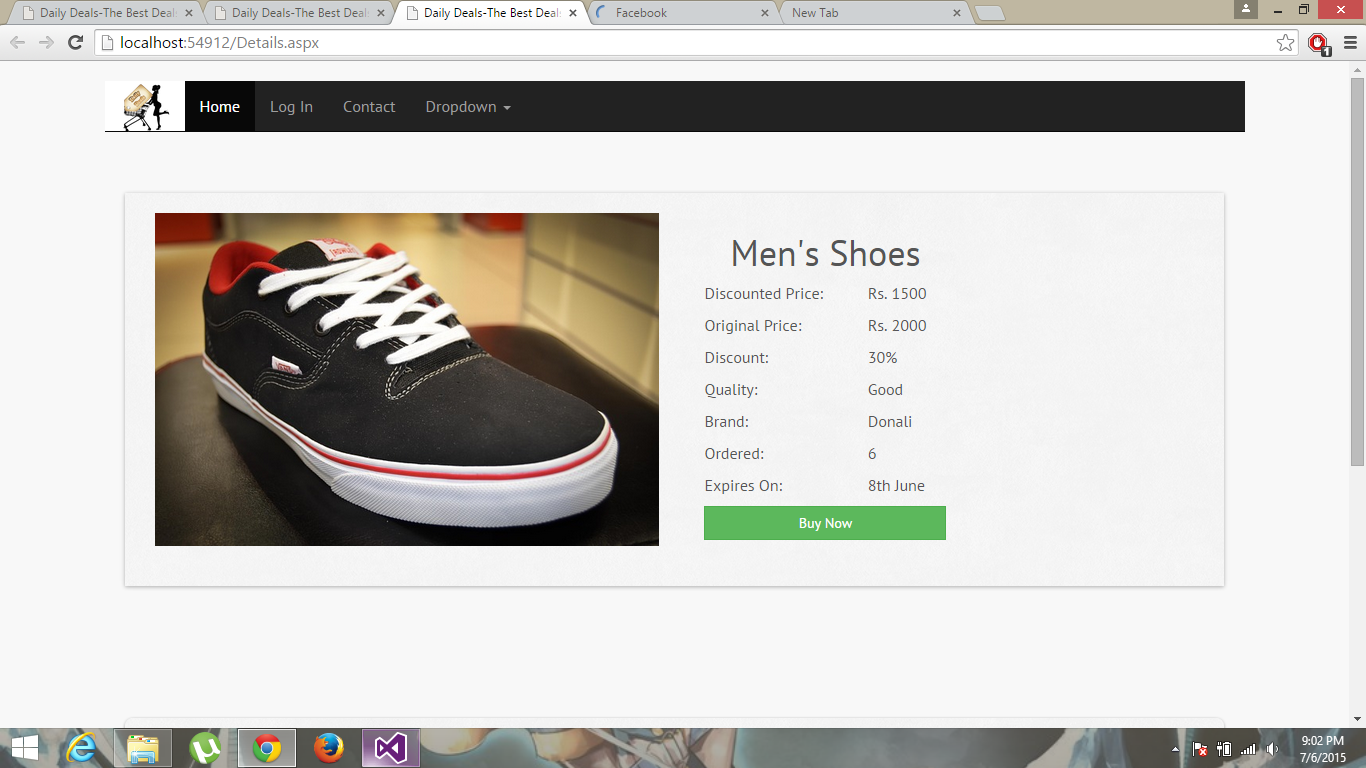 Daily Deals-The Best Deal
Daily Deals-The Best Deal
Daily Deals-The Best Deal
Facebook
New Tab
localhost:54912/Details.aspx
1
Home
Log In
Contact
Dropdown
Men's Shoes
Discounted Price: Rs. 1500
Original Price: Rs. 2000
Discount: 30%
Quality: Good
Brand: Donali
Ordered: 6
Expires On: 8th June
Buy Now
9:02 PM
7/6/2015